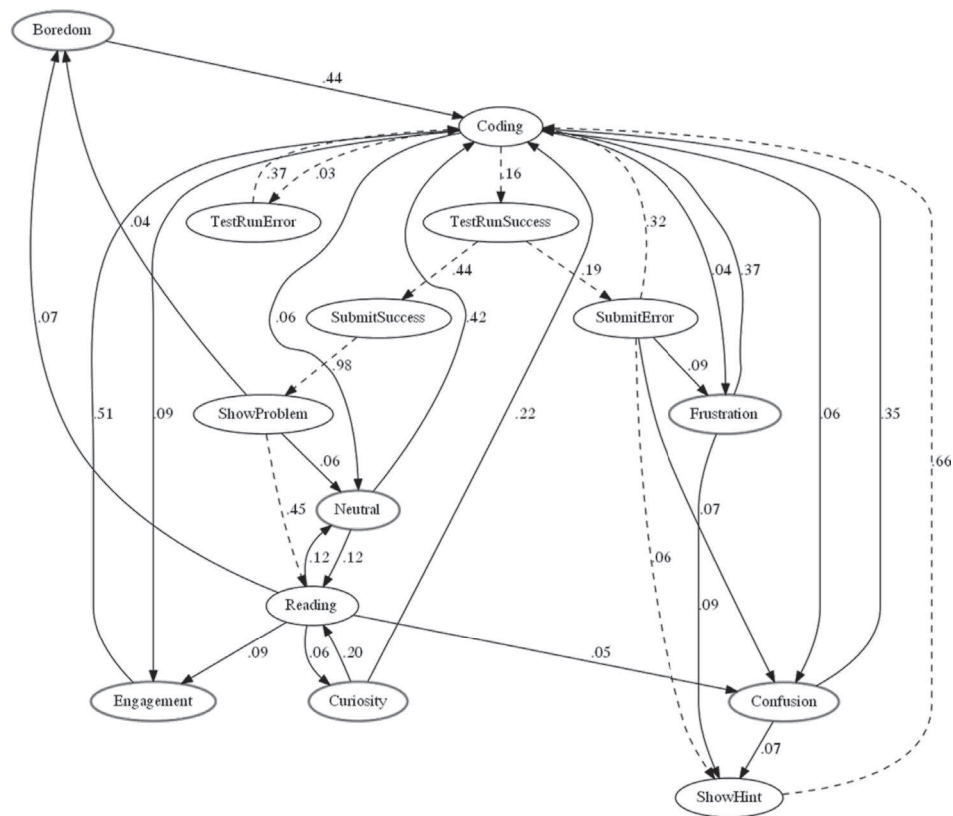 Boredom
.44
Coding
.37
.03
.16
TestRunError
TestRunSuccess
.04
.32
.04
.37
.44
.19
.07
.06
SubmitSuccess
.42
SubmitError
.98
.09
.51
.09
ShowProblem
.22
Frustration
.06
.35
.06
.66
.45
Neutral
.07
.12
.12
.06
Reading
.09
.09
.06
.20
.05
Engagement
Curiosity
Confusion
.07
ShowHint